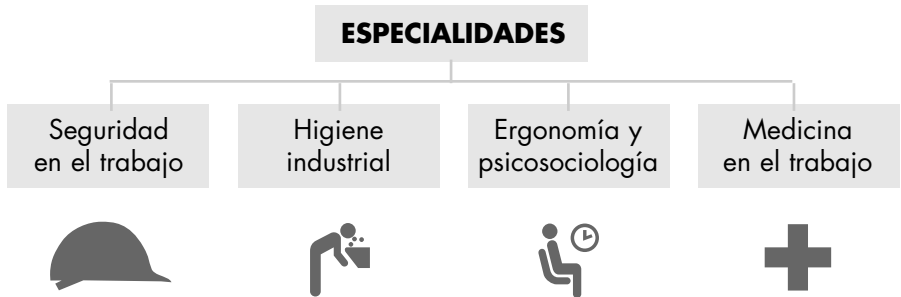 ESPECIALIDADES
Seguridad
en el trabajo
Higiene
industrial
Ergonomía y
psicosociología
Medicina
en el trabajo